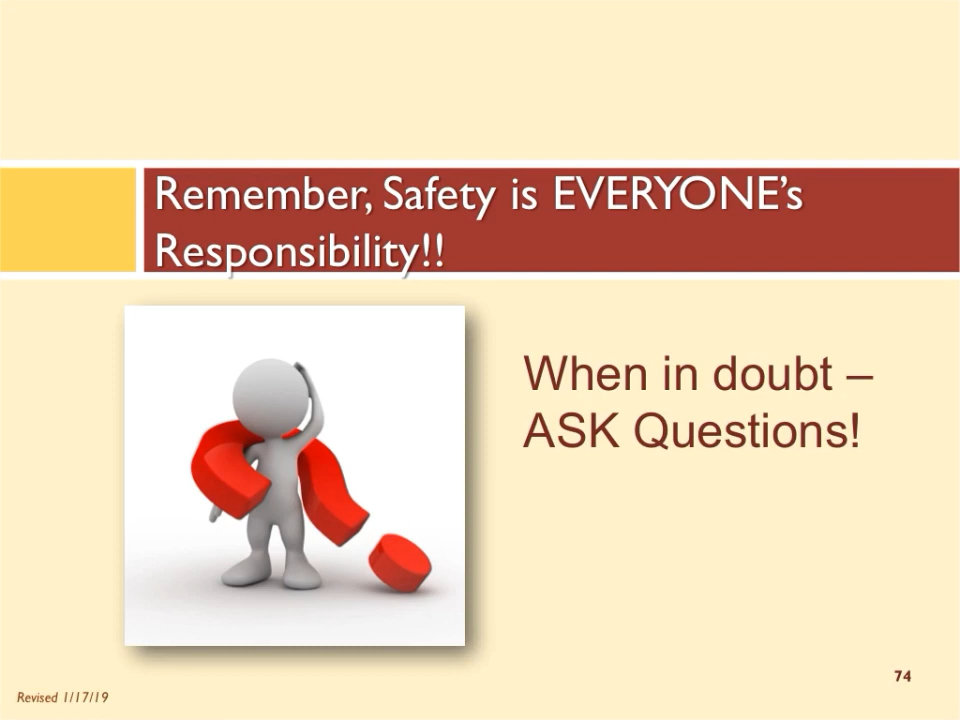 Remember, Safety is EVERYONE’s
Responsibility!!
When in doubt –
ASK Questions!
74
Revised 1/17/19